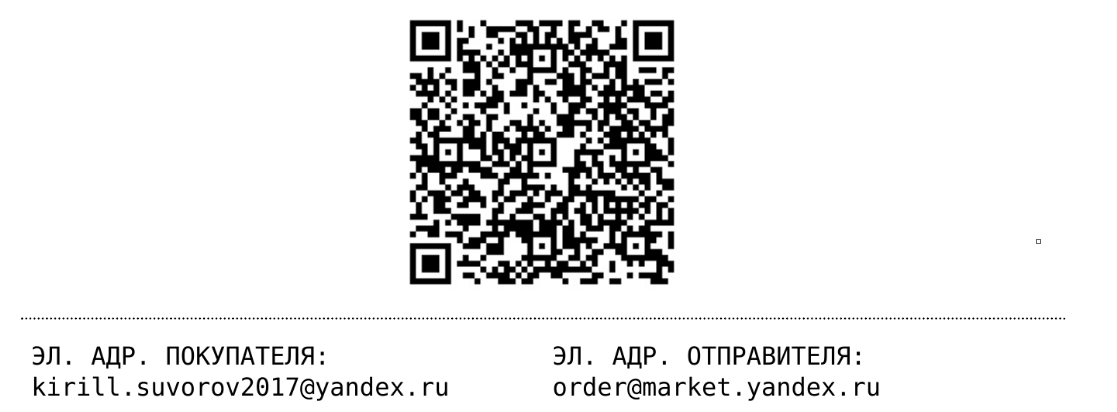 ЭЛ. АДР. ПОКУПАТЕЛЯ:
kirill.suvorov2017@yandex.ru
ЭЛ. АДР. ОТПРАВИТЕЛЯ:
order@market.yandex.ru